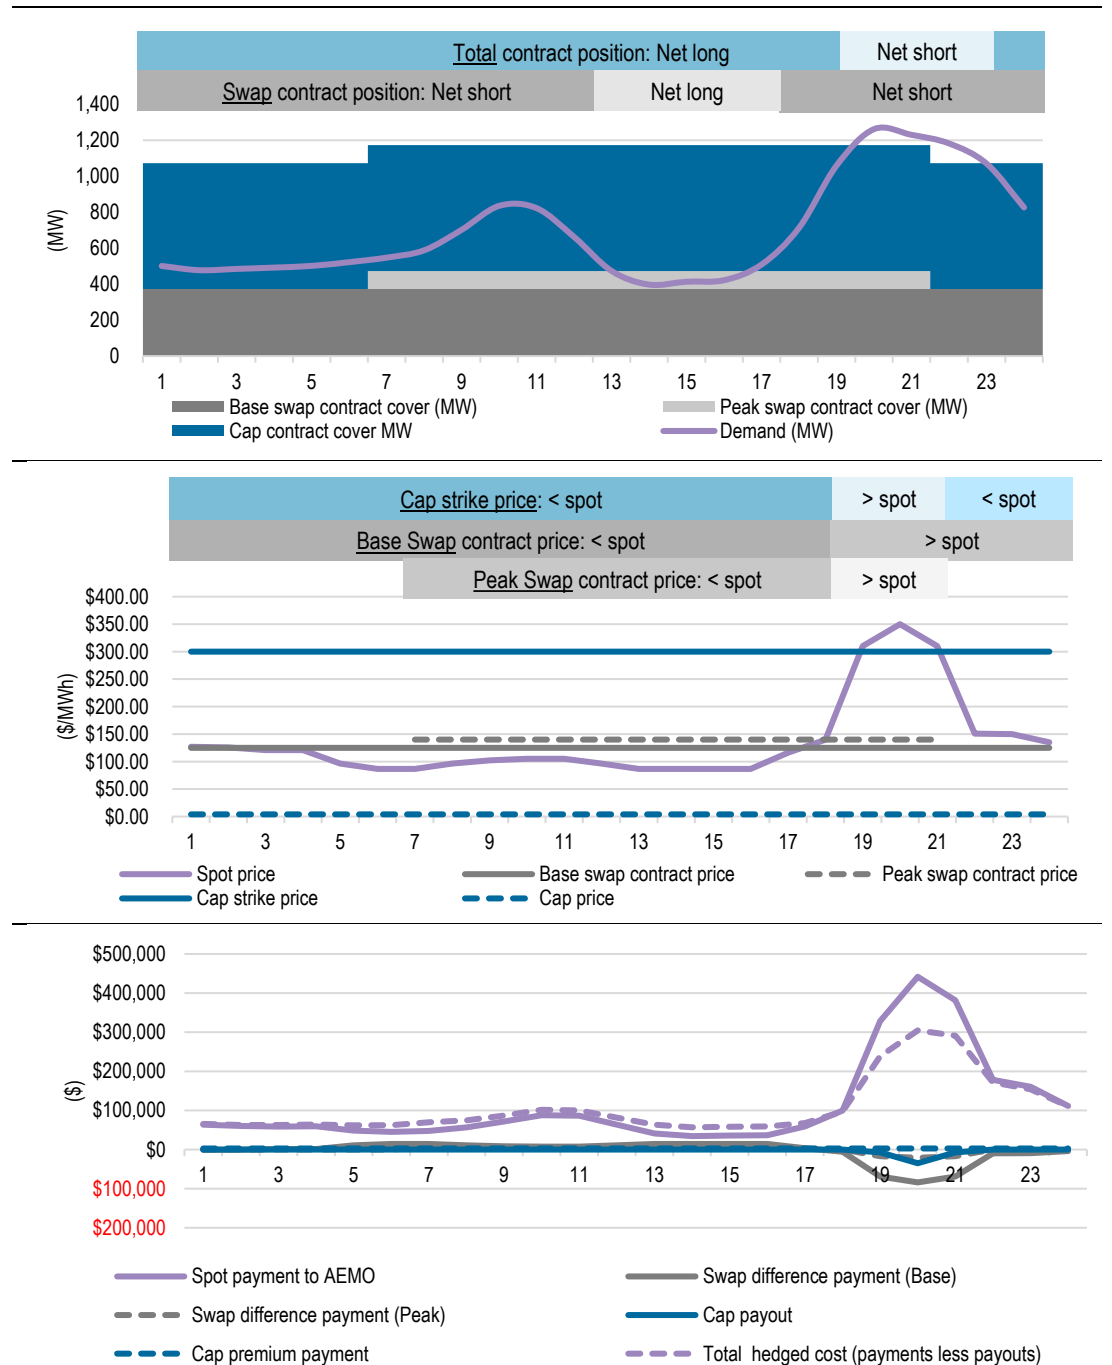 Total contract position: Net long Net short
Swap contract position: Net short Net long Net short
1,400
1,200
1,000
800
600
400
200
0
(MW)
1 3 5 7 9 11 13 15 17 19 21 23
Base swap contract cover (MW) Peak swap contract cover (MW)
Cap contract cover MW Demand (MW)
Cap strike price: < spot > spot < spot
Base Swap contract price: < spot > spot
Peak Swap contract price: < spot > spot
$400.00
$350.00
$300.00
$250.00
$200.00
$150.00
$100.00
$50.00
$0.00
($/MWh)
1 3 5 7 9 11 13 15 17 19 21 23
Spot price Base swap contract price Peak swap contract price
Cap strike price Cap price
$500,000
$400,000
$300,000
$200,000
$100,000
$0
$100,000
$200,000
($)
1 3 5 7 9 11 13 15 17 19 21 23
Spot payment to AEMO Swap difference payment (Base)
Swap difference payment (Peak) Cap payout
Cap premium payment Total hedged cost (payments less payouts)